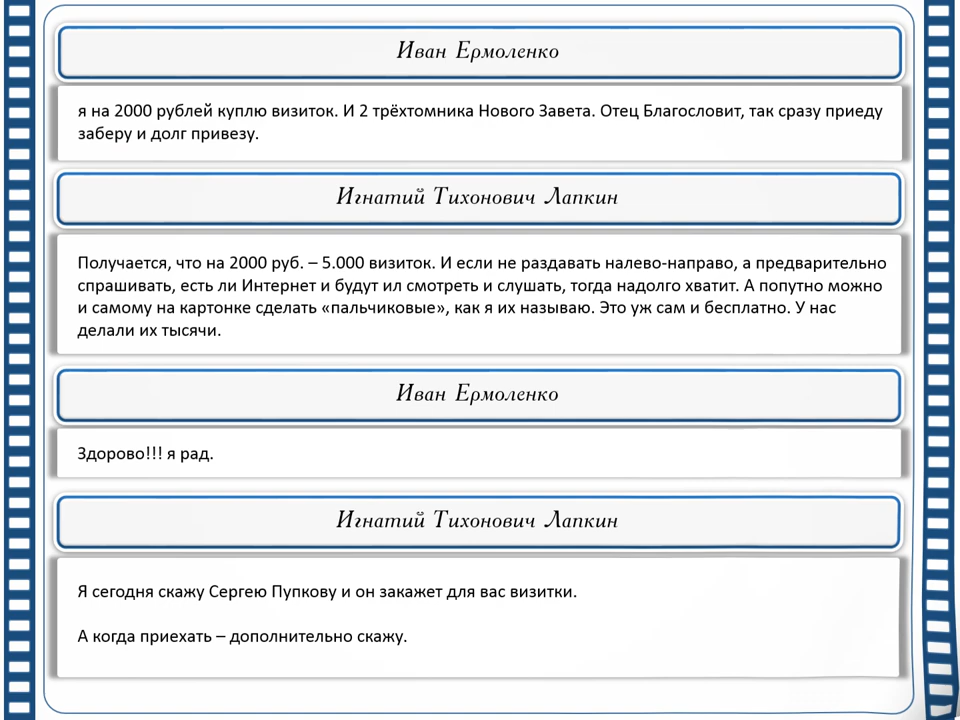 Иван Ермоленко
я на 2000 рублей куплю визиток. И 2 трёхтомника Нового Завета. Отец Благословит, так сразу приеду
заберу и долг привезу.
Игнатий Тихонович Лапкин
Получается, что на 2000 руб. – 5.000 визиток. И если не раздавать налево-направо, а предварительно
спрашивать, есть ли Интернет и будут ил смотреть и слушать, тогда надолго хватит. А попутно можно
и самому на картонке сделать «пальчиковые», как я их называю. Это уж сам и бесплатно. У нас
делали их тысячи.
Иван Ермоленко
Здорово!!! я рад.
Игнатий Тихонович Лапкин
Я сегодня скажу Сергею Пупкову и он закажет для вас визитки.
А когда приехать – дополнительно скажу.